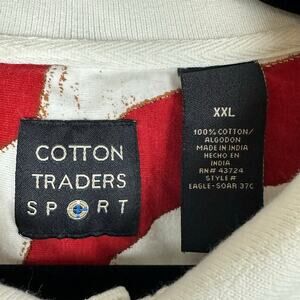 COTTON
TRADERS
SPORT
XXL
100% COTTON/
ALGODON
MADE IN INDIA
HECHO EN
INDIA
RN# 43724
STYLE#
EAGLE-SOAR 37C